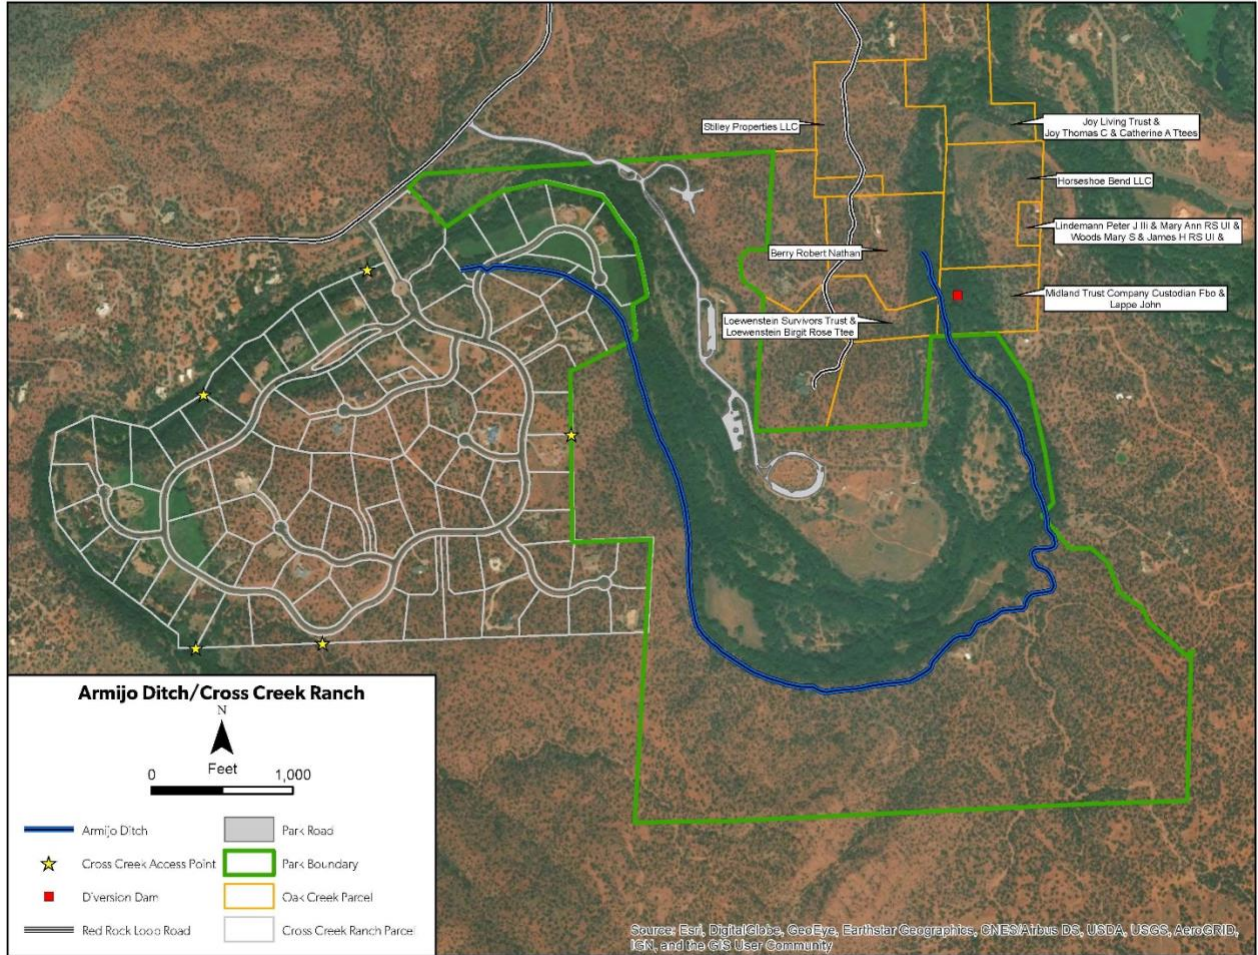 Stilley Properties LLC
Joy Living Trust &
Joy Thomas C & Catherine A Ttees
Horseshoe Bend LLC
Lindemann Peter J Iii & Mary Ann RS UI &
Woods Mary S & James H RS UI &
Berry Robert Nathan
Midland Trust Company Custodian Fbo &
Lappe John
Loewenstein Survivors Trust &
Loewenstein Birgit Rose Ttee
Armijo Ditch/Cross Creek Ranch
N
Feet
0 1,000
Armijo Ditch
Park Road
Cross Creek Access Point
Park Boundary
Diversion Dam
Oak Creek Parcel
Red Rock Loop Road
Cross Creek Ranch Parcel
Source: Esri, DigitalGlobe, GeoEye, Earthstar Geographics, CNES/Airbus DS, USDA, USGS, AeroGRID,
IGN, and the GIS User Community